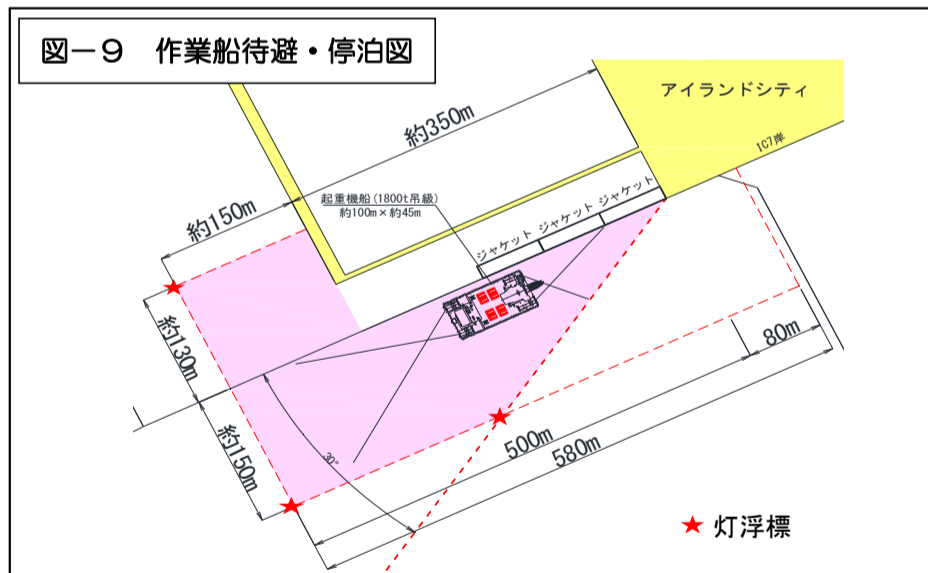 図－9 作業船待避・停泊図
アイランドシティ
約350m
IC7岸
起重機船(1800t吊級)
約100m×約45m
約150m
ジャケット ジャケット ジャケット
約130m
80m
約150m
30°
500m
580m
★ 灯浮標